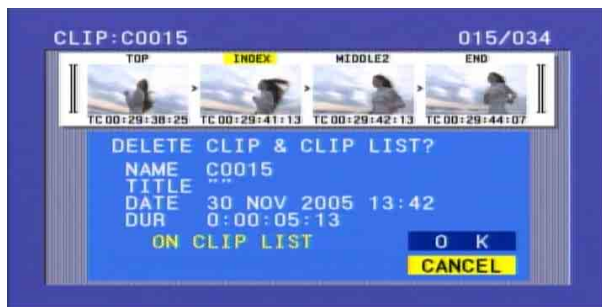 CLIP:C0015 015/034
TOP INDEX MIDDLE2 END
TC00:29:38:25 TC00:29:41:13 TC00:29:42:13 TC00:29:44:07
DELETE CLIP & CLIP LIST?
NAME C0015
TITLE ""
DATE 30 NOV 2005 13:42
DUR 0:00:05:13
ON CLIP LIST
O K
CANCEL